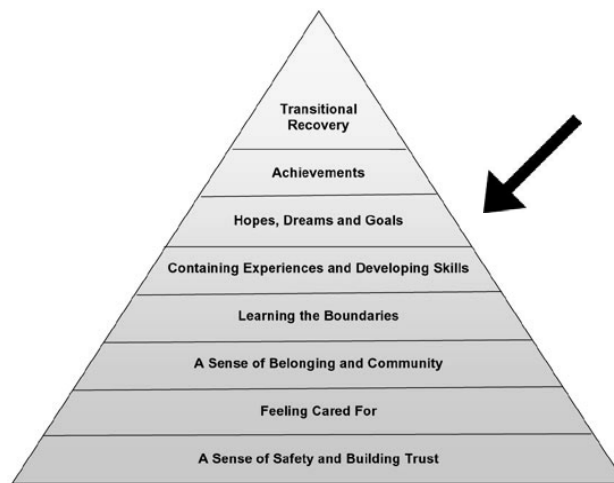 Transitional
Recovery
Achievements
Hopes, Dreams and Goals
Containing Experiences and Developing Skills
Learning the Boundaries
A Sense of Belonging and Community
Feeling Cared For
A Sense of Safety and Building Trust